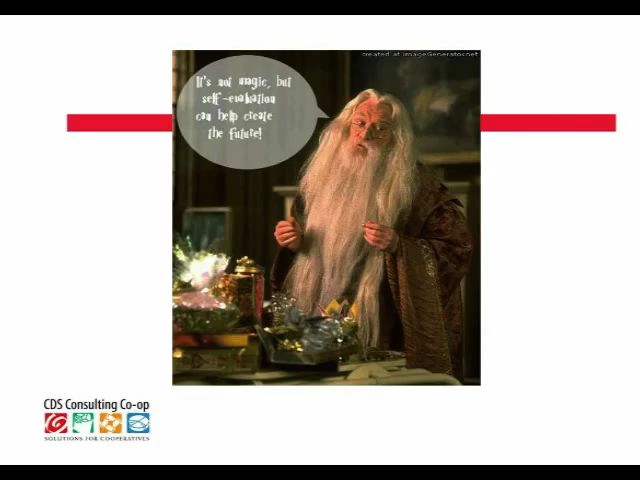 created at imageGenerator.net
It's not magic, but
self-evaluation
can help create
the future!
CDS Consulting Co-op
SOLUTIONS FOR COOPERATIVES